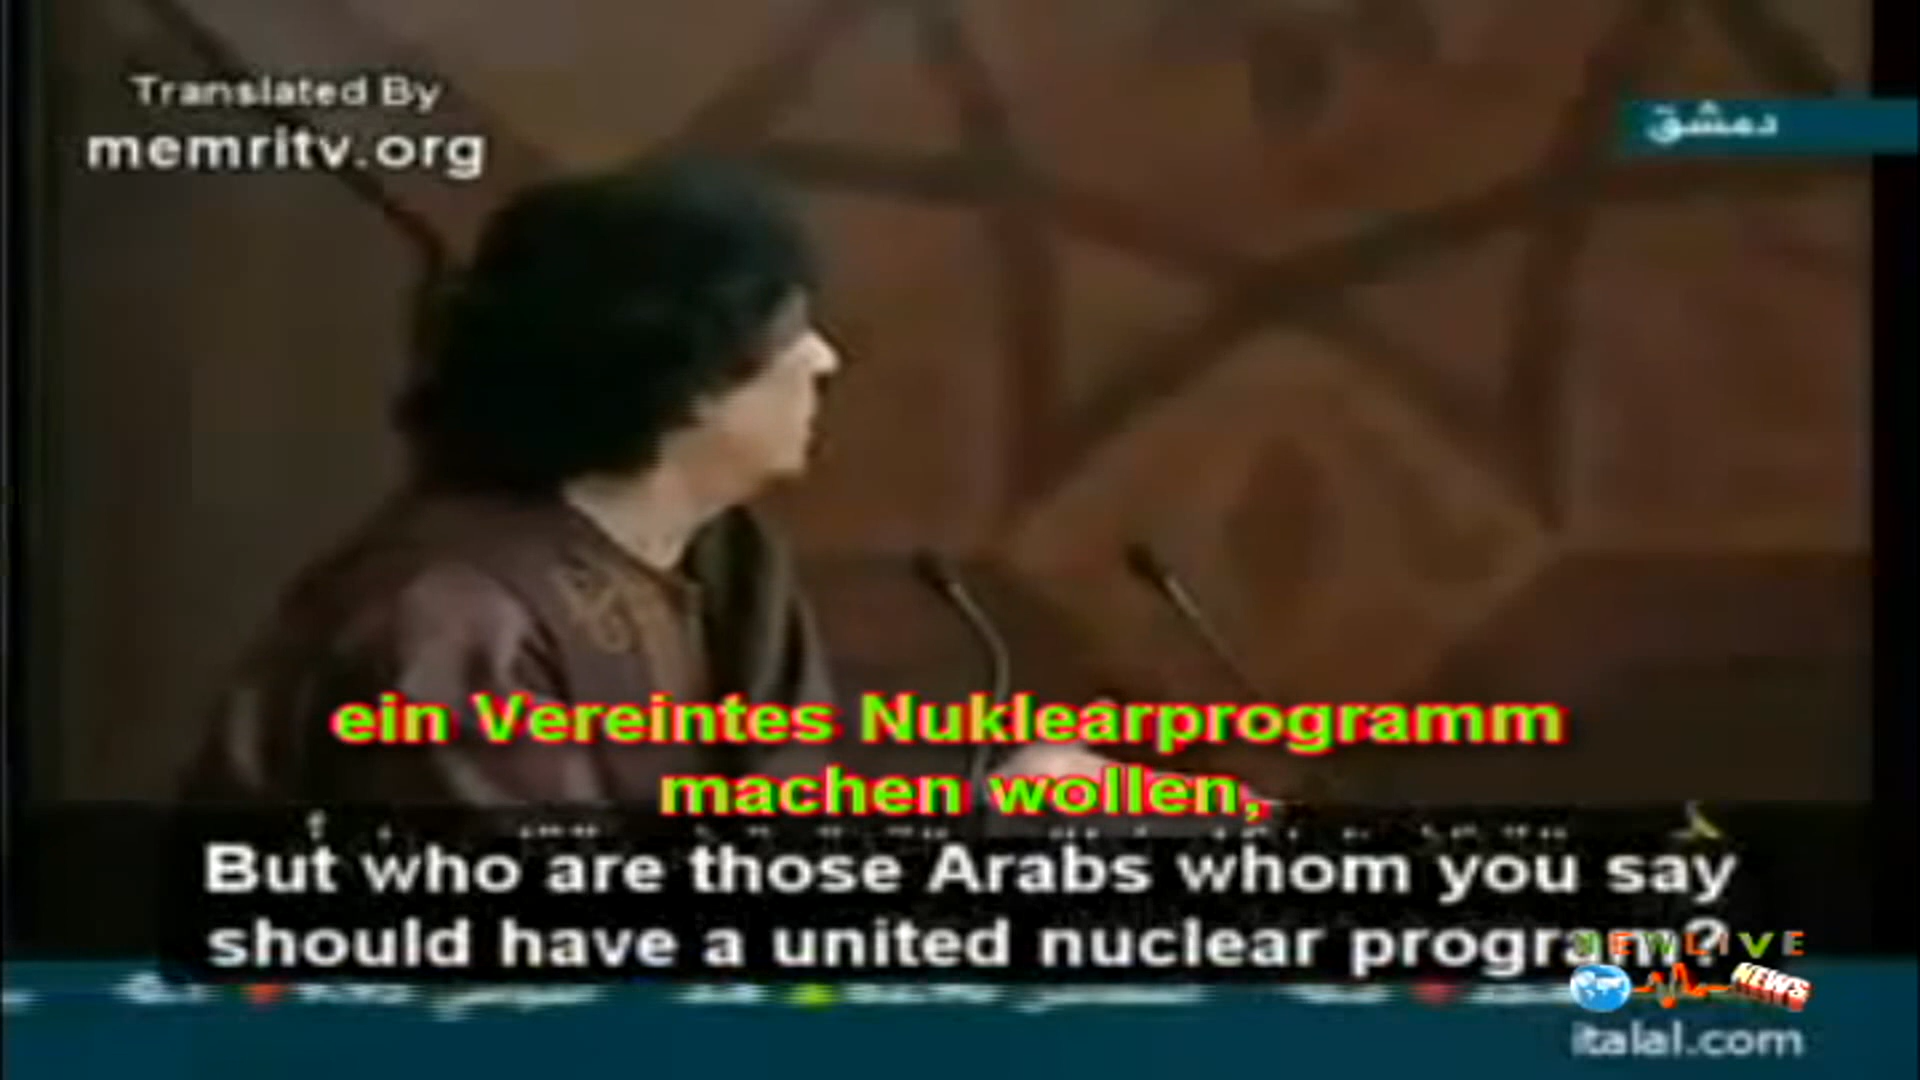 Translated By
memritv.org
دمشق
ein Vereintes Nuklearprogramm
machen wollen,
But who are those Arabs whom you say
should have a united nuclear program?
NEWLIVE
NEWS
italal.com